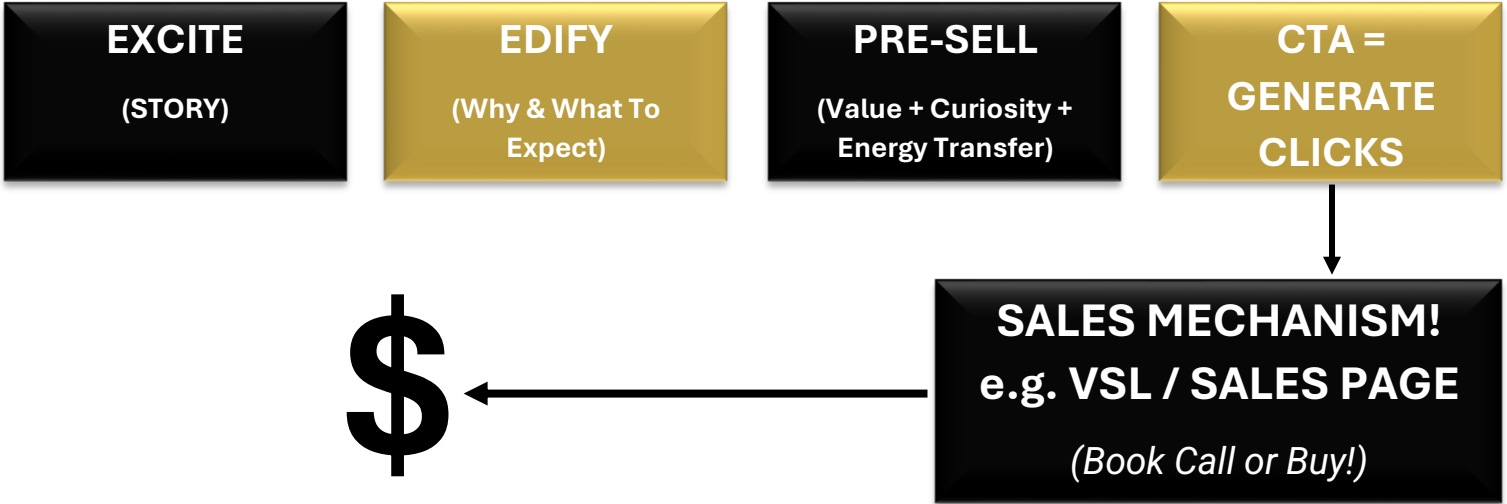 EXCITE
(STORY)
EDIFY
(Why & What To
Expect)
PRE-SELL
(Value + Curiosity +
Energy Transfer)
CTA =
GENERATE
CLICKS
SALES MECHANISM!
e.g. VSL / SALES PAGE
(Book Call or Buy!)
$